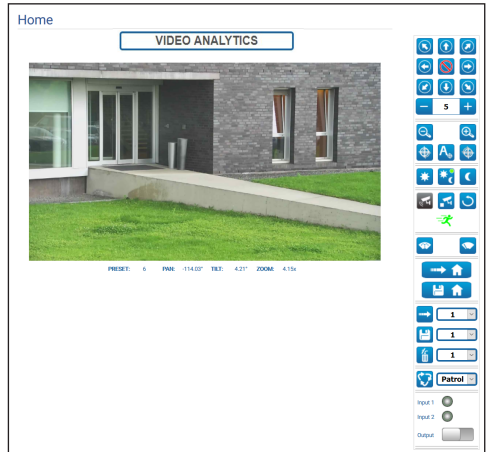 Home
VIDEO ANALYTICS
5
A
PRESET: 6 PAN: -114.03° TILT: 4.21° ZOOM: 4.15x
1
1
1
Patrol
Input 1
Input 2
Output